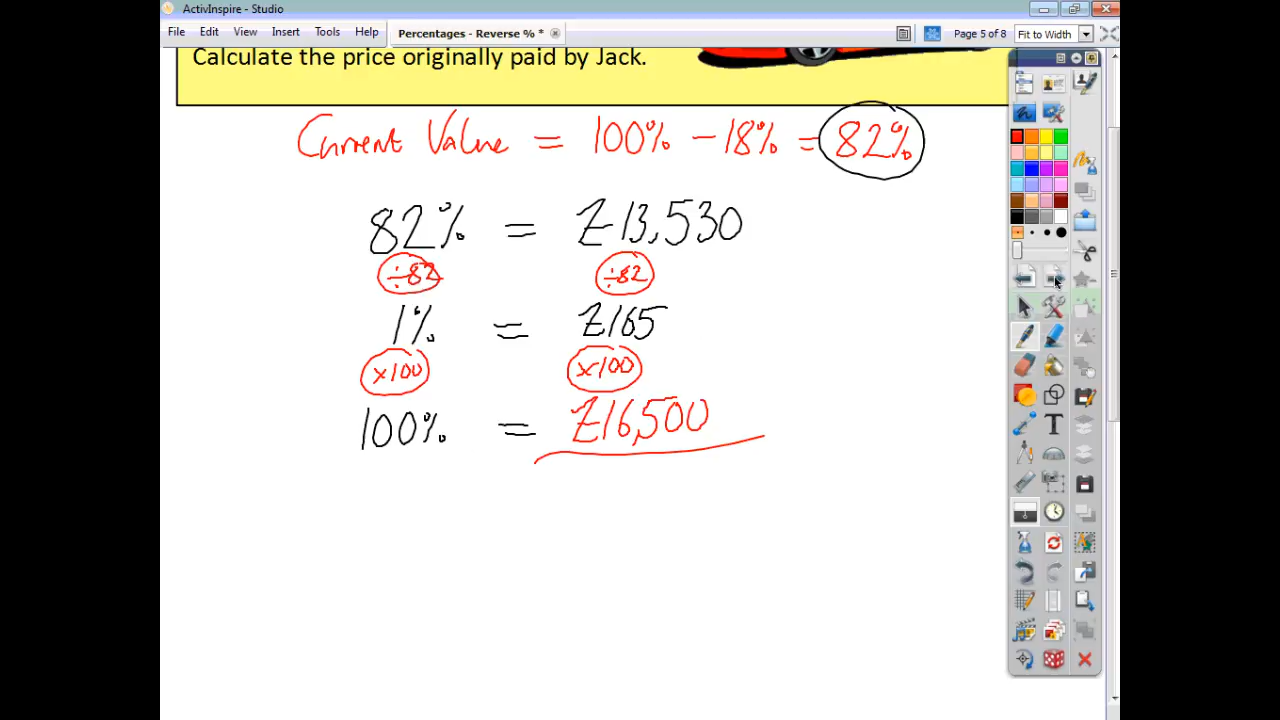 ActivInspire - Studio
File Edit View Insert Tools Help Percentages - Reverse % * Page 5 of 8 Fit to Width
Calculate the price originally paid by Jack.
Current Value = 100% - 18% = 82%
82% = £13,530
÷82 ÷82
1% = £165
×100 ×100
100% = £16,500